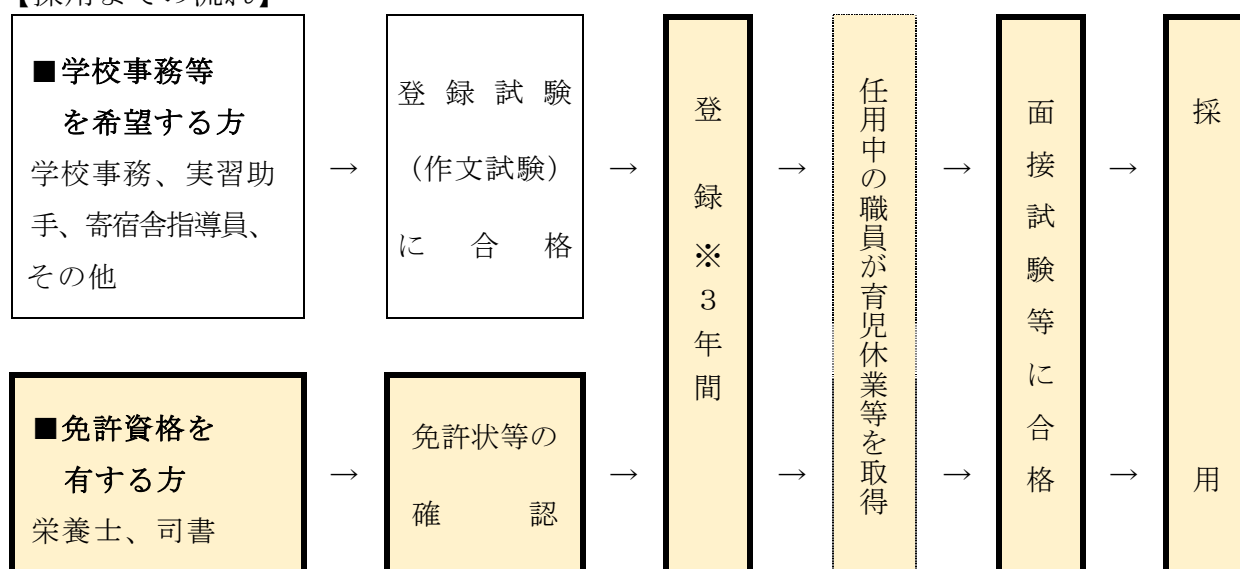 【採用までの流れ】
■学校事務等
を希望する方
学校事務、実習助
手、寄宿舎指導員、
その他
→
登録試験
（作文試験）
に合格
→
登録※３年間
→
任用中の職員が育児休業等を取得
→
面接試験等に合格
→
採用
■免許資格を
有する方
栄養士、司書
→
免許状等の
確認
→
→
→
→